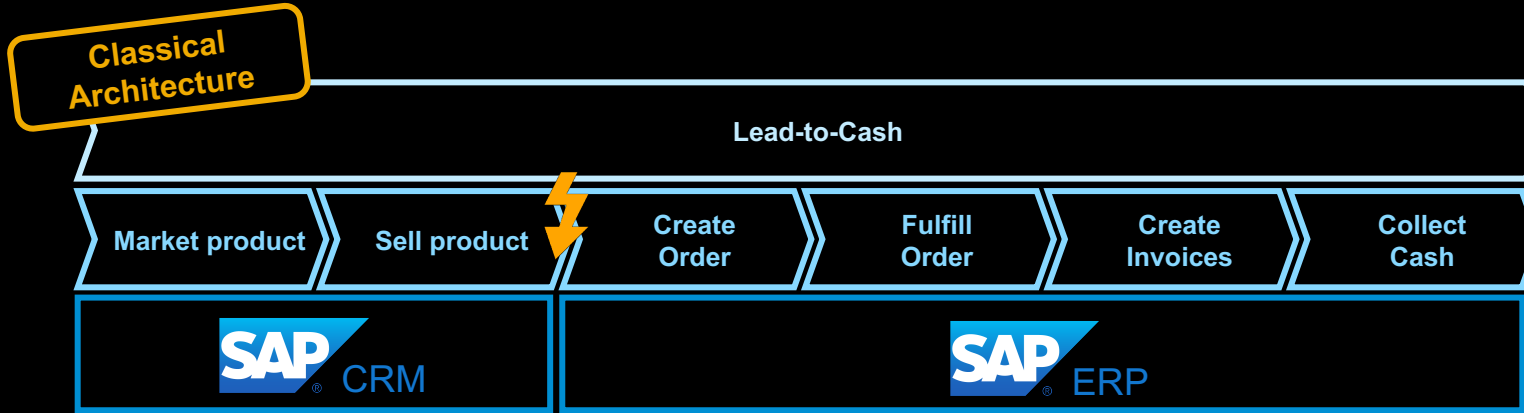 Classical
Architecture
Lead-to-Cash
Market product
Sell product
Create
Order
Fulfill
Order
Create
Invoices
Collect
Cash
SAP® CRM
SAP® ERP